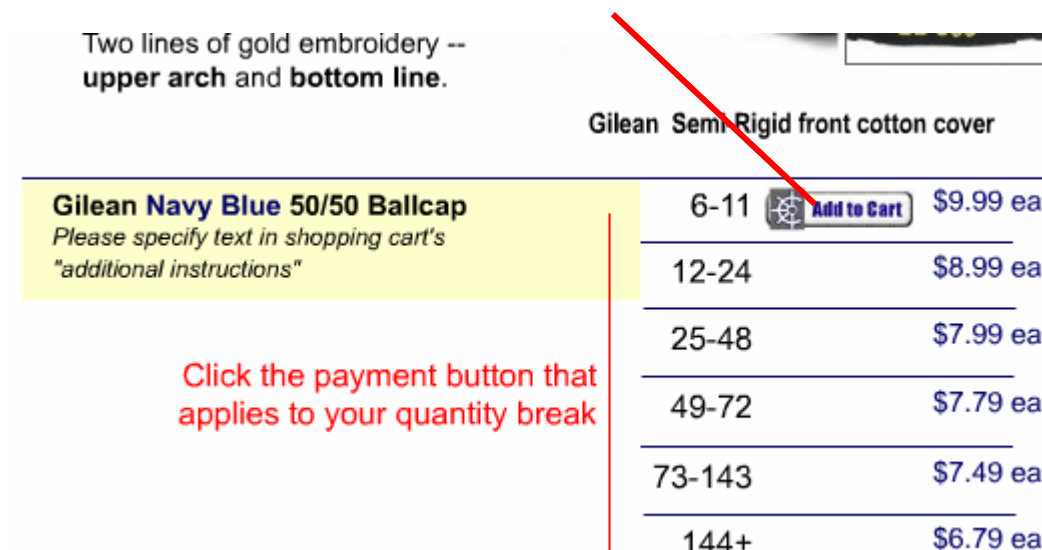 Two lines of gold embroidery --
upper arch and bottom line.
Gilean Semi-Rigid front cotton cover
Gilean Navy Blue 50/50 Ballcap
Please specify text in shopping cart's
"additional instructions"
6-11 Add to Cart $9.99 ea
12-24 $8.99 ea
25-48 $7.99 ea
Click the payment button that
applies to your quantity break
49-72 $7.79 ea
73-143 $7.49 ea
144+ $6.79 ea